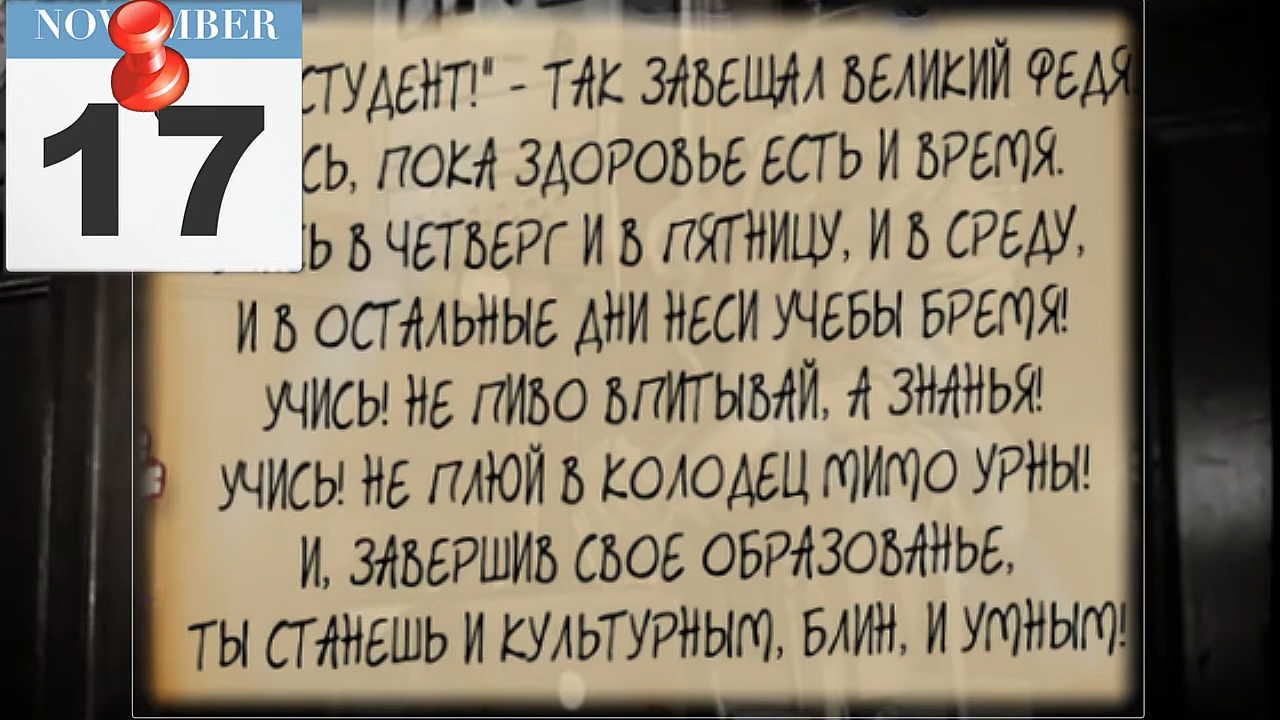 NOVEMBER
17
СТУДЕНТ!" - ТАК ЗАВЕЩАЛ ВЕЛИКИЙ ФЕДЯ.
СЬ, ПОКА ЗДОРОВЬЕ ЕСТЬ И ВРЕМЯ.
В ЧЕТВЕРГ И В ПЯТНИЦУ, И В СРЕДУ,
И В ОСТАЛЬНЫЕ ДНИ НЕСИ УЧЕБЫ БРЕМЯ!
УЧИСЬ! НЕ ПИВО ВПИТЫВАЙ, А ЗНАНЬЯ!
УЧИСЬ! НЕ ПЛЮЙ В КОЛОДЕЦ МИМО УРНЫ!
И, ЗАВЕРШИВ СВОЕ ОБРАЗОВАНЬЕ,
ТЫ СТАНЕШЬ И КУЛЬТУРНЫМ, БЛИН, И УМНЫМ!